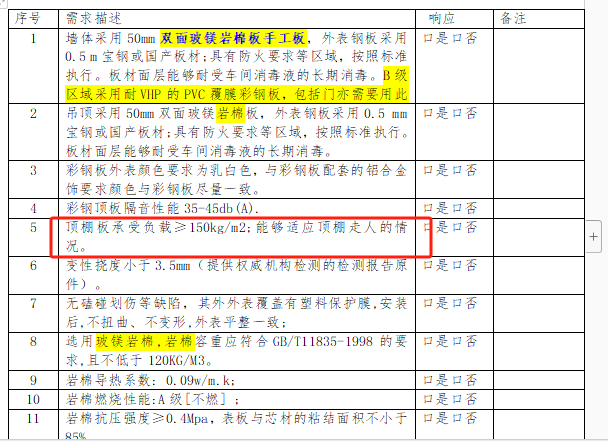 序号 需求描述 响应 备注
1 墙体采用 50mm 双面玻镁岩棉板手工板，外表钢板采用 口是口否
0.5 m 宝钢或国产板材;具有防火要求等区域，按照标准
执行。板材面层能够耐受车间消毒液的长期消毒。B 级
区域采用耐 VHP 的 PVC 覆膜彩钢板，包括门亦需要用此
2 吊顶采用 50mm 双面玻镁岩棉板，外表钢板采用 0.5 mm 口是口否
宝钢或国产板材;具有防火要求等区域，按照标准执行。
板材面层能够耐受车间消毒液的长期消毒。
3 彩钢板外表颜色要求为乳白色，与彩钢板配套的铝合金 口是口否
饰要求颜色与彩钢板尽量一致。
4 彩钢顶板隔音性能 35-45db(A). 口是口否
5 顶棚板承受负载≥150kg/m2;能够适应顶棚走人的情 口是口否
况。
6 变性挠度小于 3.5mm（提供权威机构检测的检测报告原 口是口否
件）。
7 无磕碰划伤等缺陷，其外外表覆盖有塑料保护膜,安装 口是口否
后,不扭曲、不变形,外表平整一致;
8 选用玻镁岩棉,岩棉容重应符合 GB/T11835-1998 的要 口是口否
求,且不低于 120KG/M3。
9 岩棉导热系数: 0.09w/m.k; 口是口否
10 岩棉燃烧性能:A 级[不燃]; 口是口否
11 岩棉抗压强度≥0.4Mpa，表板与芯材的粘结面积不小于 口是口否
85%